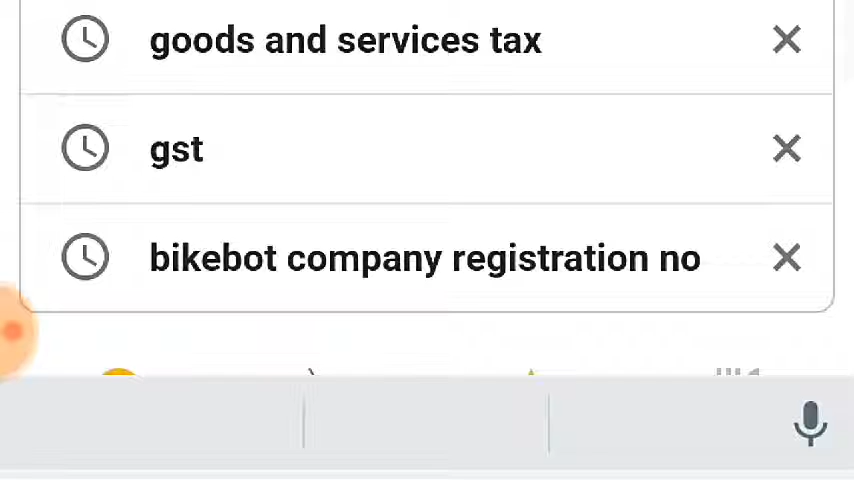 goods and services tax
gst
bikebot company registration no